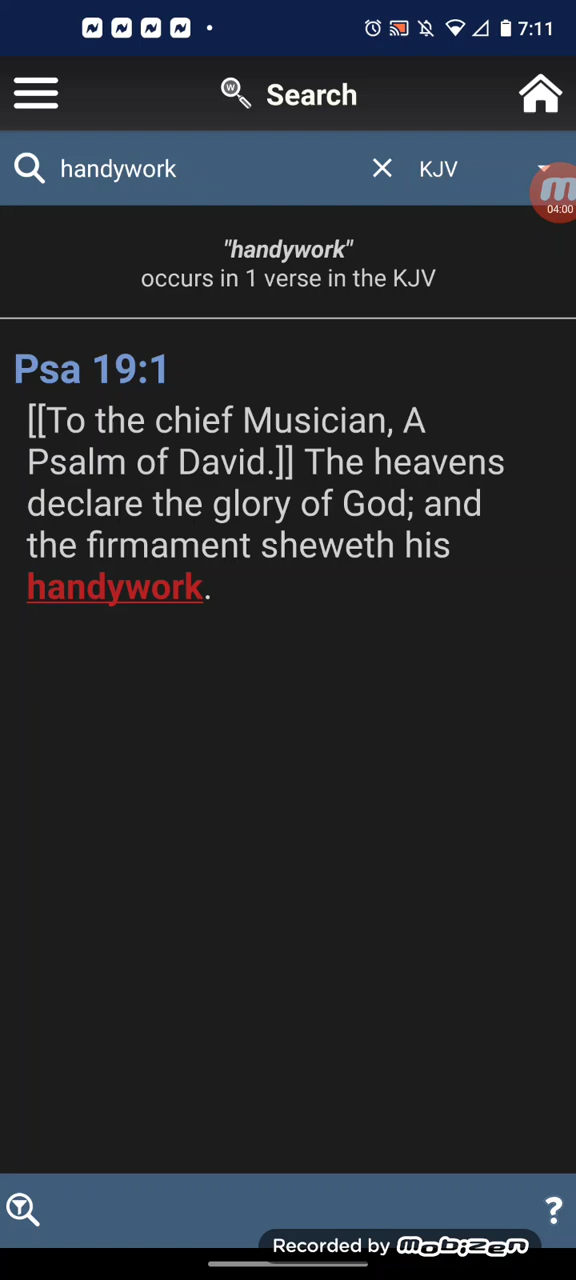 7:11
Search
handywork KJV
04:00
"handywork"
occurs in 1 verse in the KJV
Psa 19:1
[[To the chief Musician, A
Psalm of David.]] The heavens
declare the glory of God; and
the firmament sheweth his
handywork.
?
Recorded by mobizen